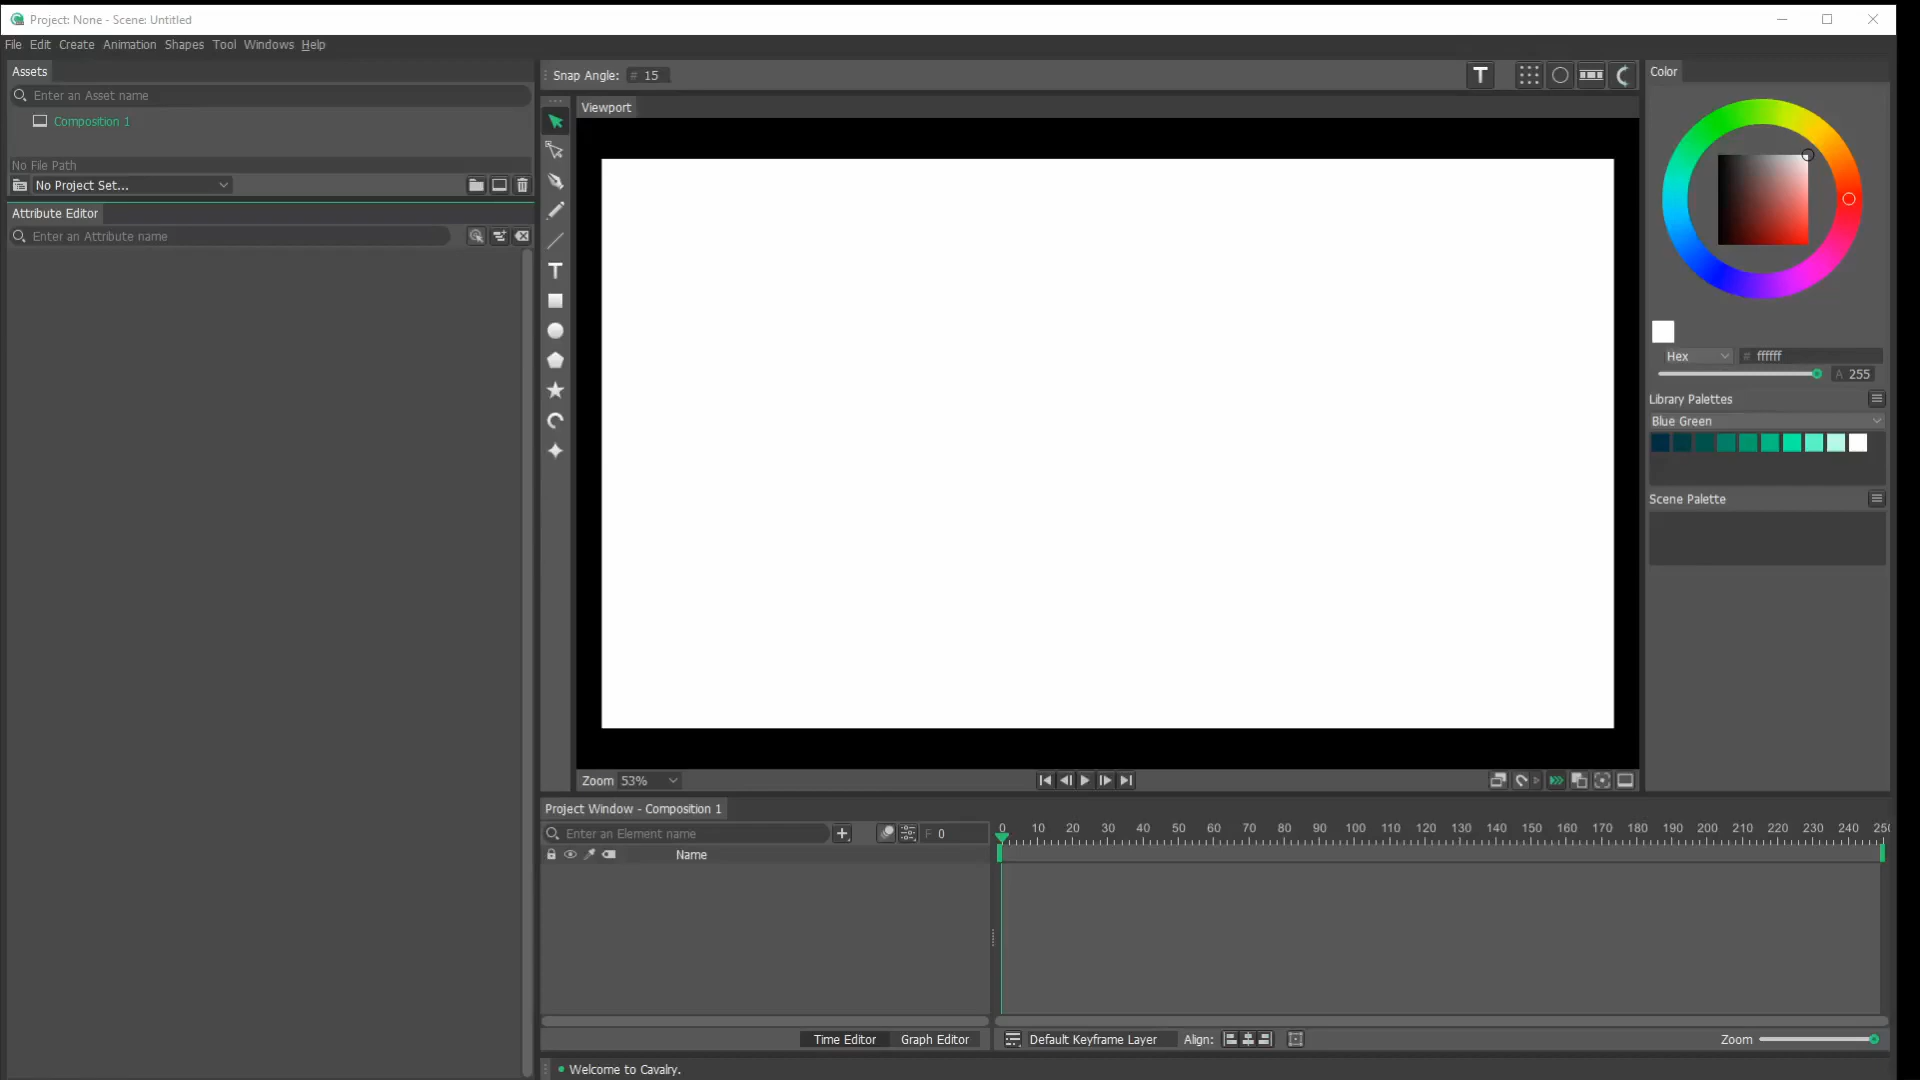 Project: None - Scene: Untitled
File Edit Create Animation Shapes Tool Windows Help
Assets
Enter an Asset name
Composition 1
No File Path
No Project Set...
Attribute Editor
Enter an Attribute name
Snap Angle: # 15
Viewport
Zoom 53%
Color
Hex # ffffff
A 255
Library Palettes
Blue Green
Scene Palette
Project Window - Composition 1
Enter an Element name
F 0
Name
0 10 20 30 40 50 60 70 80 90 100 110 120 130 140 150 160 170 180 190 200 210 220 230 240 250
Time Editor Graph Editor
Default Keyframe Layer Align:
Zoom
Welcome to Cavalry.